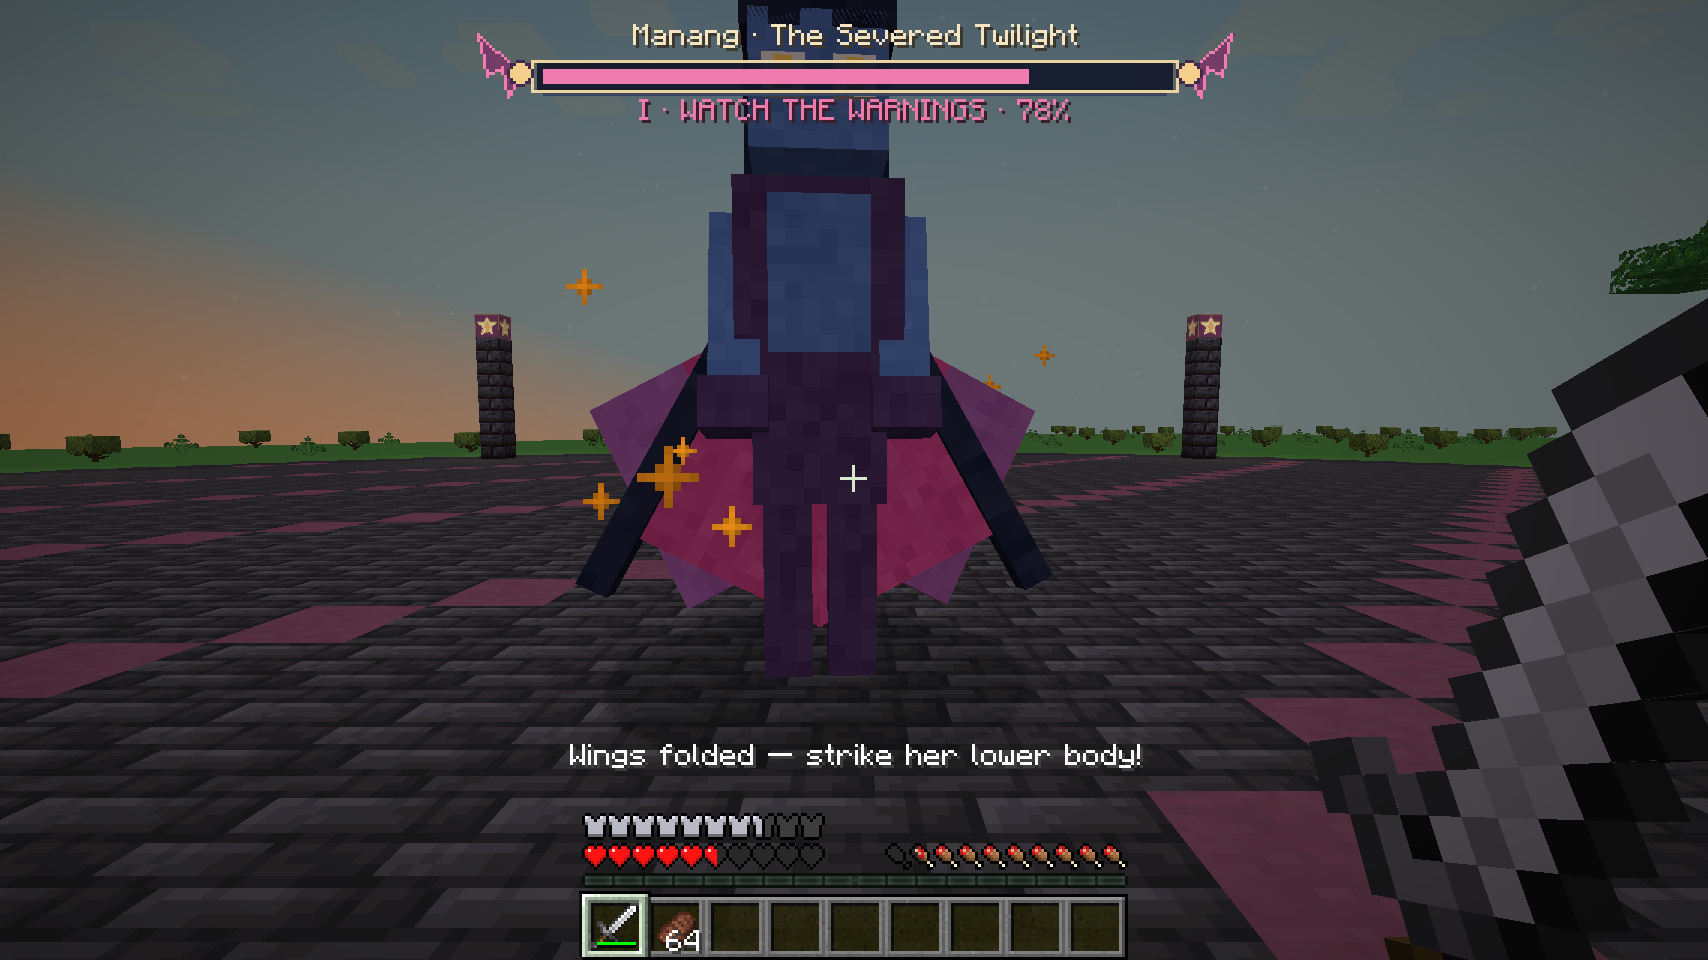 Manang · The Severed Twilight
I · WATCH THE WARNINGS · 78%
Wings folded — strike her lower body!
64